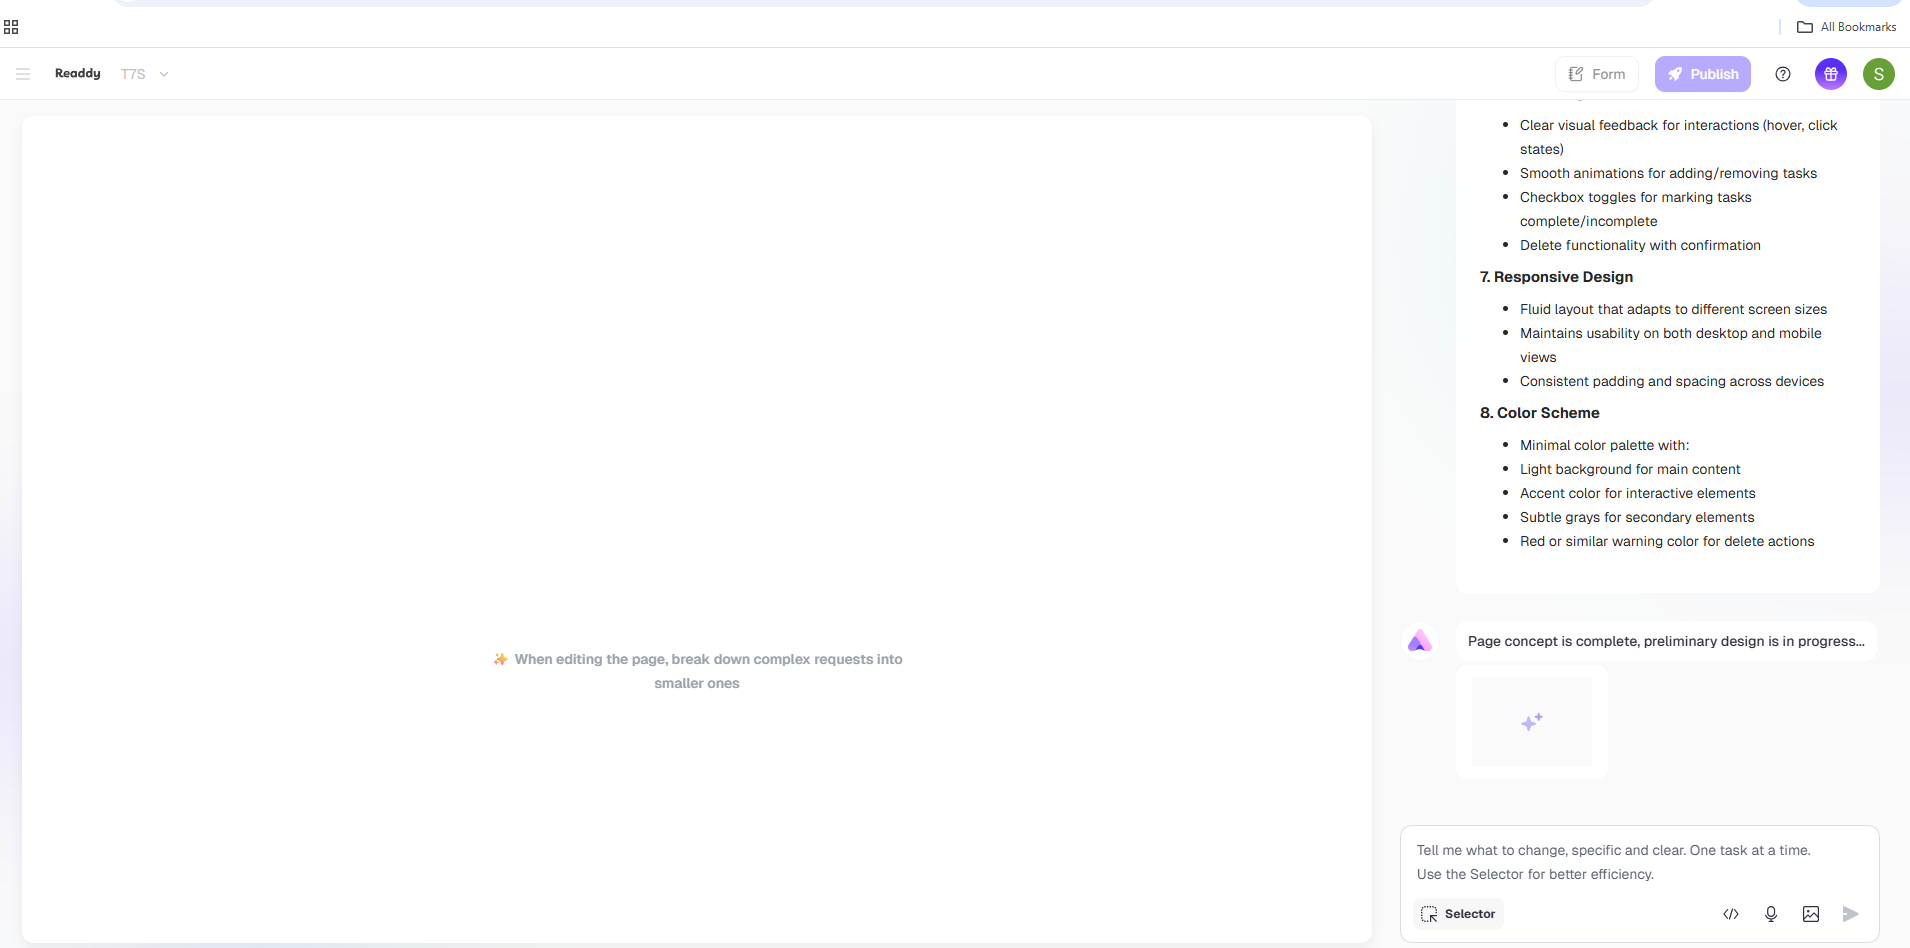 All Bookmarks
Readdy T7S
Form
Publish
S
• Clear visual feedback for interactions (hover, click
states)
• Smooth animations for adding/removing tasks
• Checkbox toggles for marking tasks
complete/incomplete
• Delete functionality with confirmation
7. Responsive Design
• Fluid layout that adapts to different screen sizes
• Maintains usability on both desktop and mobile
views
• Consistent padding and spacing across devices
8. Color Scheme
• Minimal color palette with:
• Light background for main content
• Accent color for interactive elements
• Subtle grays for secondary elements
• Red or similar warning color for delete actions
When editing the page, break down complex requests into
smaller ones
Page concept is complete, preliminary design is in progress...
Tell me what to change, specific and clear. One task at a time.
Use the Selector for better efficiency.
Selector